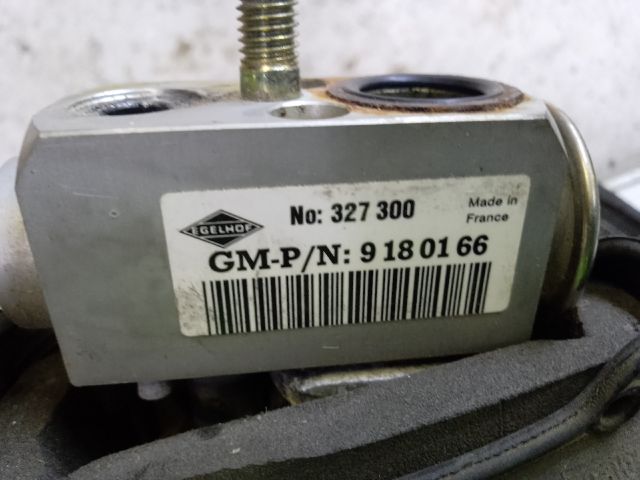 EGELHOF
No: 327 300
Made in
France
GM-P/N: 9 18 01 66